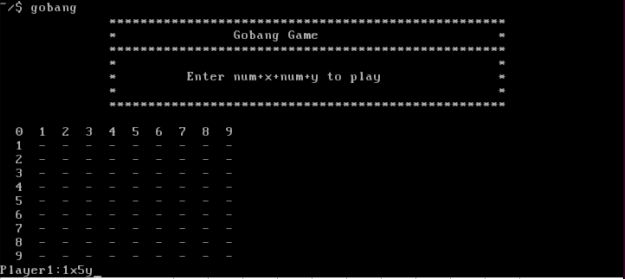 ~/$ gobang
***************************************************
* Gobang Game *
***************************************************
* *
* Enter num+x+num+y to play *
* *
***************************************************
0 1 2 3 4 5 6 7 8 9
1 - - - - - - - - -
2 - - - - - - - - -
3 - - - - - - - - -
4 - - - - - - - - -
5 - - - - - - - - -
6 - - - - - - - - -
7 - - - - - - - - -
8 - - - - - - - - -
9 - - - - - - - - -
Player1:1x5y_